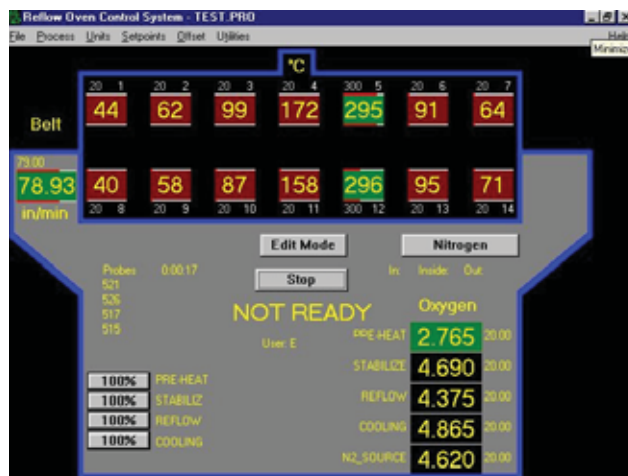 Reflow Oven Control System - TEST.PRO
File Process Units Setpoints Offset Utilities Help
Minimize
°C
20 1 20 2 20 3 20 4 300 5 20 6 20 7
44 62 99 172 295 91 64
Belt
79.00
78.93 40 58 87 158 296 95 71
in/min 20 8 20 9 20 10 20 11 300 12 20 13 20 14
Edit Mode Nitrogen
Probes 0:00:17 Stop In: Inside: Out:
521
526
517
515
NOT READY Oxygen
User: E
PRE-HEAT 2.765 20.00
STABILIZE 4.690 20.00
REFLOW 4.375 20.00
COOLING 4.865 20.00
N2_SOURCE 4.620 20.00
100% PRE-HEAT
100% STABILIZ
100% REFLOW
100% COOLING